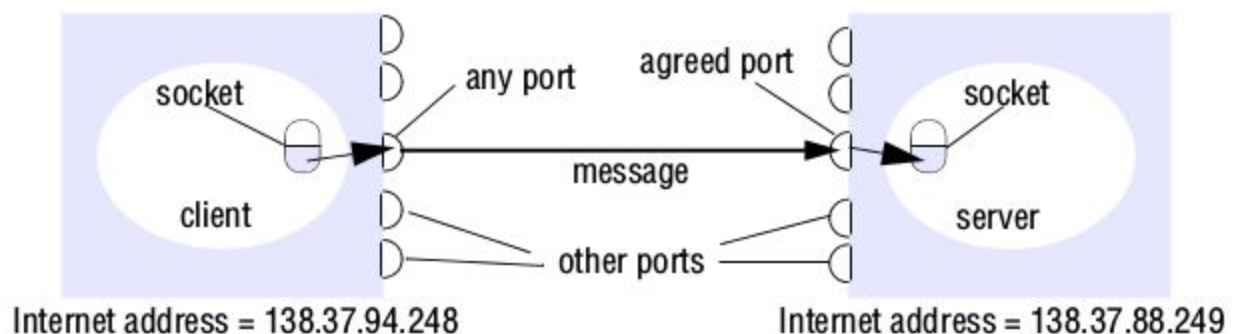 socket
any port
agreed port
socket
message
client
server
other ports
Internet address = 138.37.94.248
Internet address = 138.37.88.249